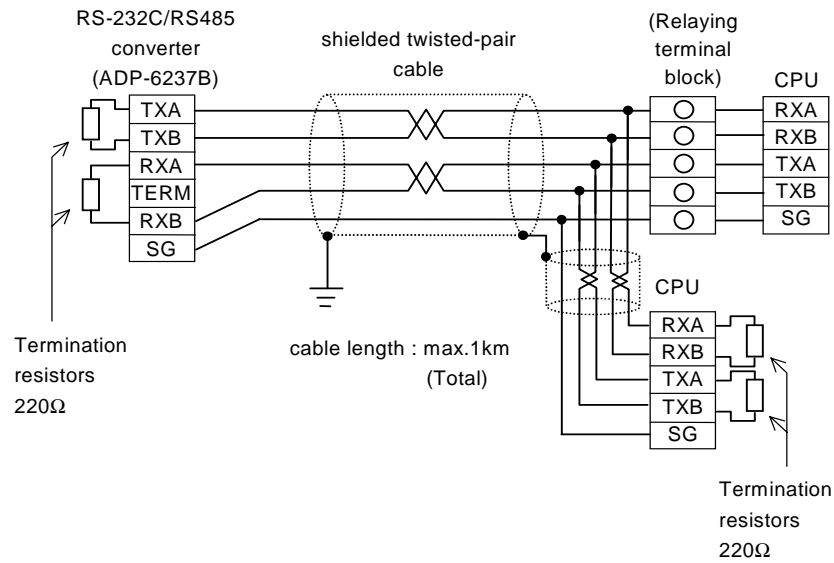 RS-232C/RS485
converter
(ADP-6237B)
shielded twisted-pair
cable
(Relaying
terminal
block)
CPU
TXA
TXB
RXA
TERM
RXB
SG
RXA
RXB
TXA
TXB
SG
CPU
RXA
RXB
TXA
TXB
SG
Termination
resistors
220Ω
cable length : max.1km
(Total)
Termination
resistors
220Ω